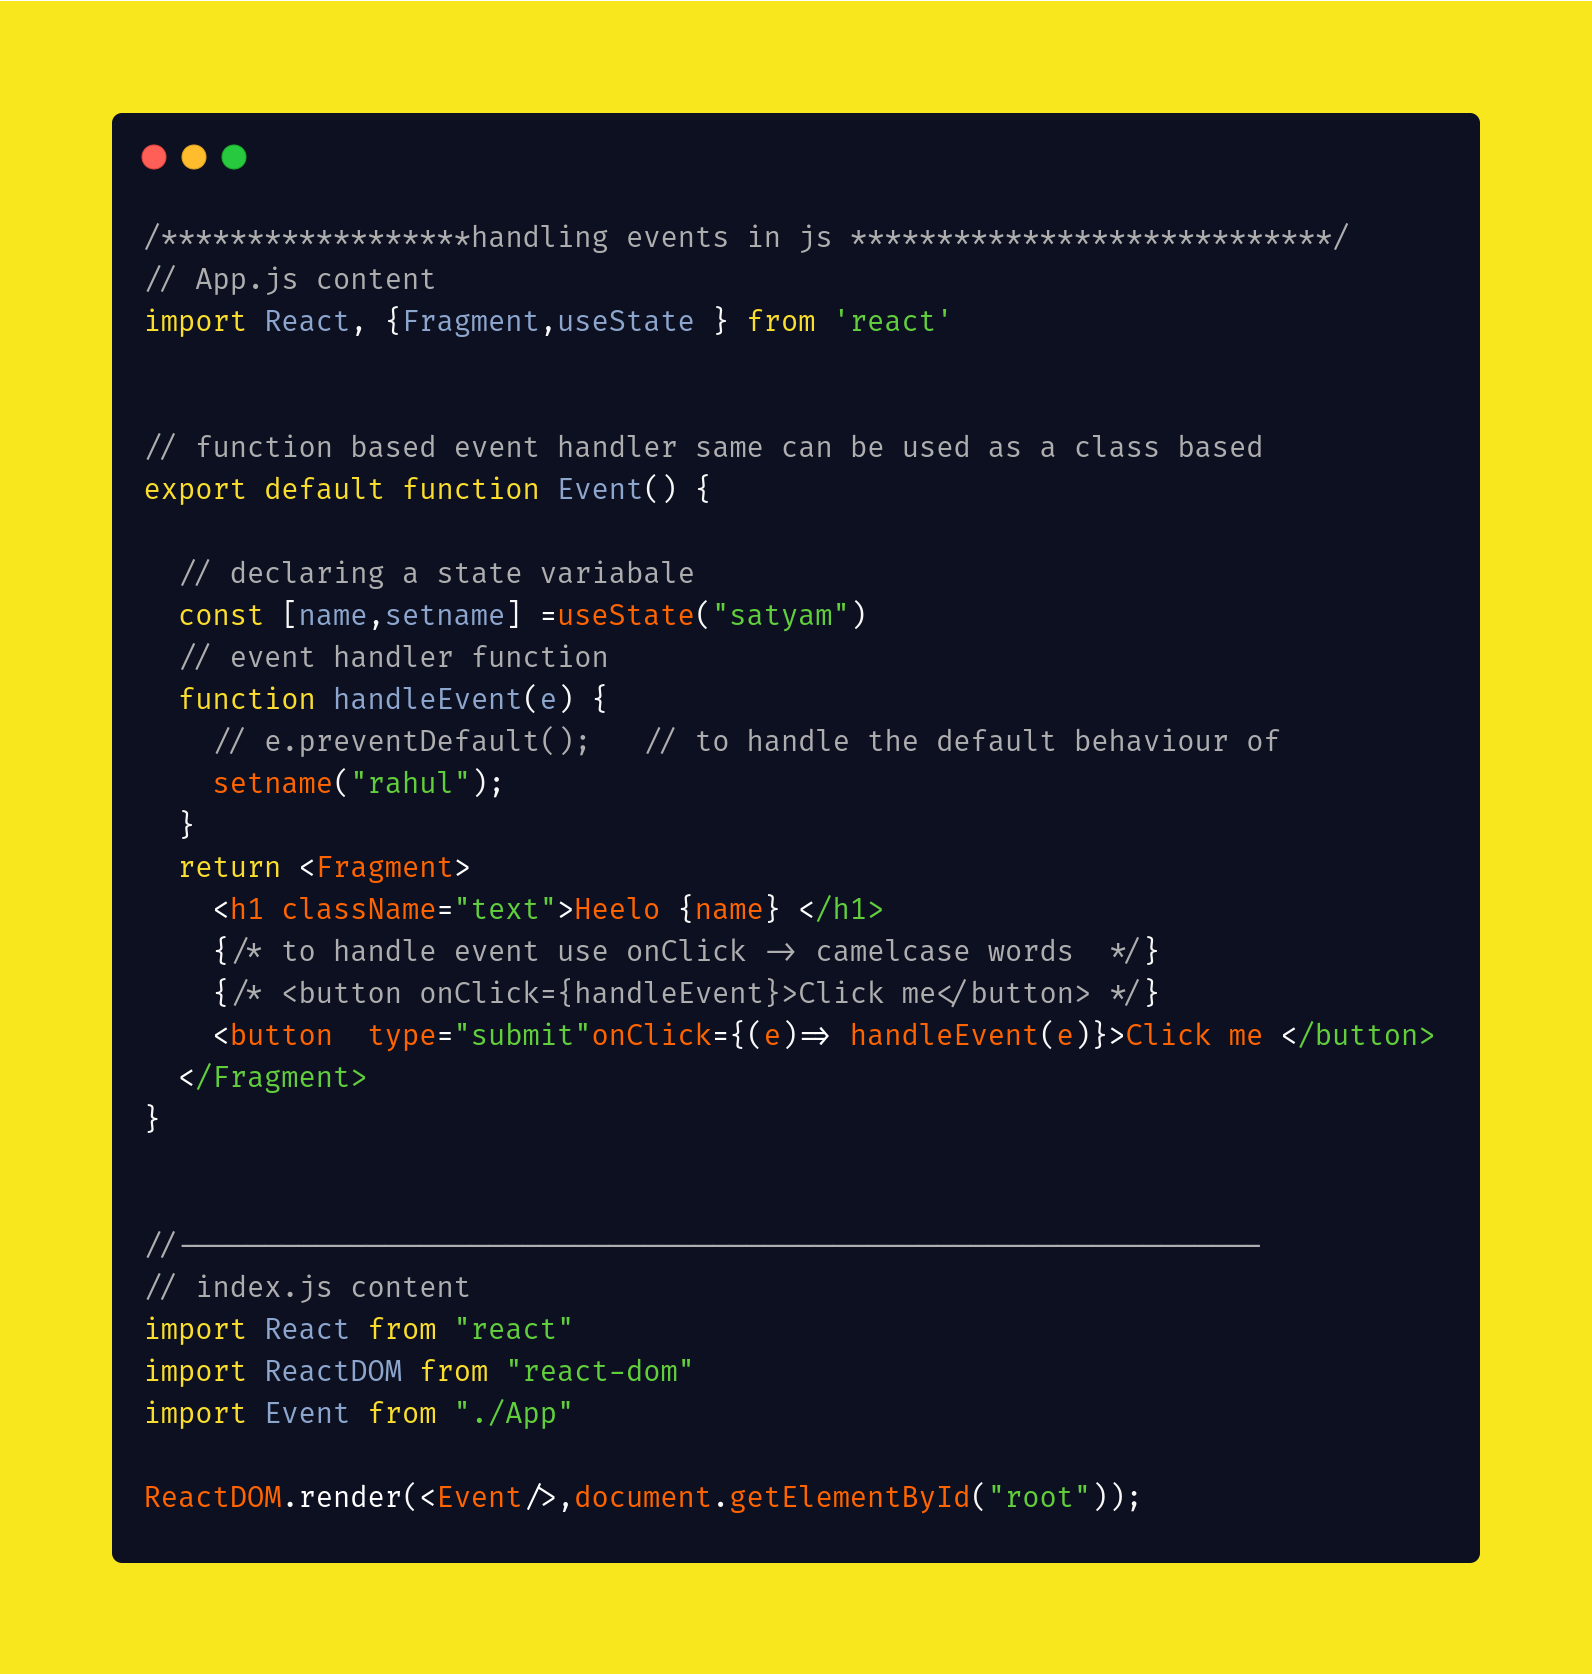 /******************handling events in js ****************************/
// App.js content
import React, {Fragment,useState } from 'react'
// function based event handler same can be used as a class based
export default function Event() {
// declaring a state variabale
const [name,setname] =useState("satyam")
// event handler function
function handleEvent(e) {
// e.preventDefault();   // to handle the default behaviour of
setname("rahul");
}
return <Fragment>
<h1 className="text">Heelo {name} </h1>
{/* to handle event use onClick -> camelcase words  */}
{/* <button onClick={handleEvent}>Click me</button> */}
<button  type="submit"onClick={(e)=> handleEvent(e)}>Click me </button>
</Fragment>
}
//---------------------------------------------------------------
// index.js content
import React from "react"
import ReactDOM from "react-dom"
import Event from "./App"
ReactDOM.render(<Event/>,document.getElementById("root"));